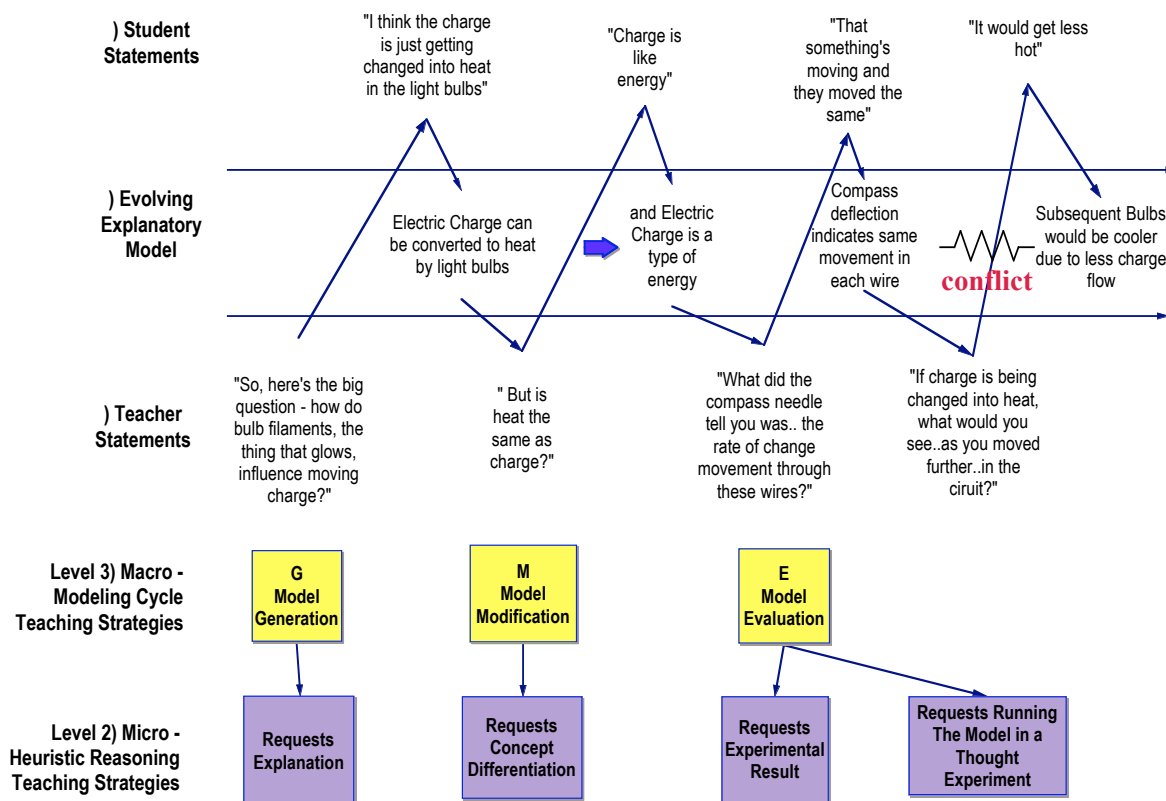 ) Student
Statements
"I think the charge
is just getting
changed into heat
in the light bulbs"
"Charge is
like
energy"
"That
something's
moving and
they moved the
same"
"It would get less
hot"
) Evolving
Explanatory
Model
Electric Charge can
be converted to heat
by light bulbs
and Electric
Charge is a
type of
energy
Compass
deflection
indicates same
movement in
each wire
conflict
Subsequent Bulbs
would be cooler
due to less charge
flow
) Teacher
Statements
"So, here's the big
question - how do
bulb filaments, the
thing that glows,
influence moving
charge?"
" But is
heat the
same as
charge?"
"What did the
compass needle
tell you was.. the
rate of change
movement through
these wires?"
"If charge is being
changed into heat,
what would you
see..as you moved
further..in the
ciruit?"
Level 3) Macro -
Modeling Cycle
Teaching Strategies
G
Model
Generation
M
Model
Modification
E
Model
Evaluation
Level 2) Micro -
Heuristic Reasoning
Teaching Strategies
Requests
Explanation
Requests
Concept
Differentiation
Requests
Experimental
Result
Requests Running
The Model in a
Thought
Experiment